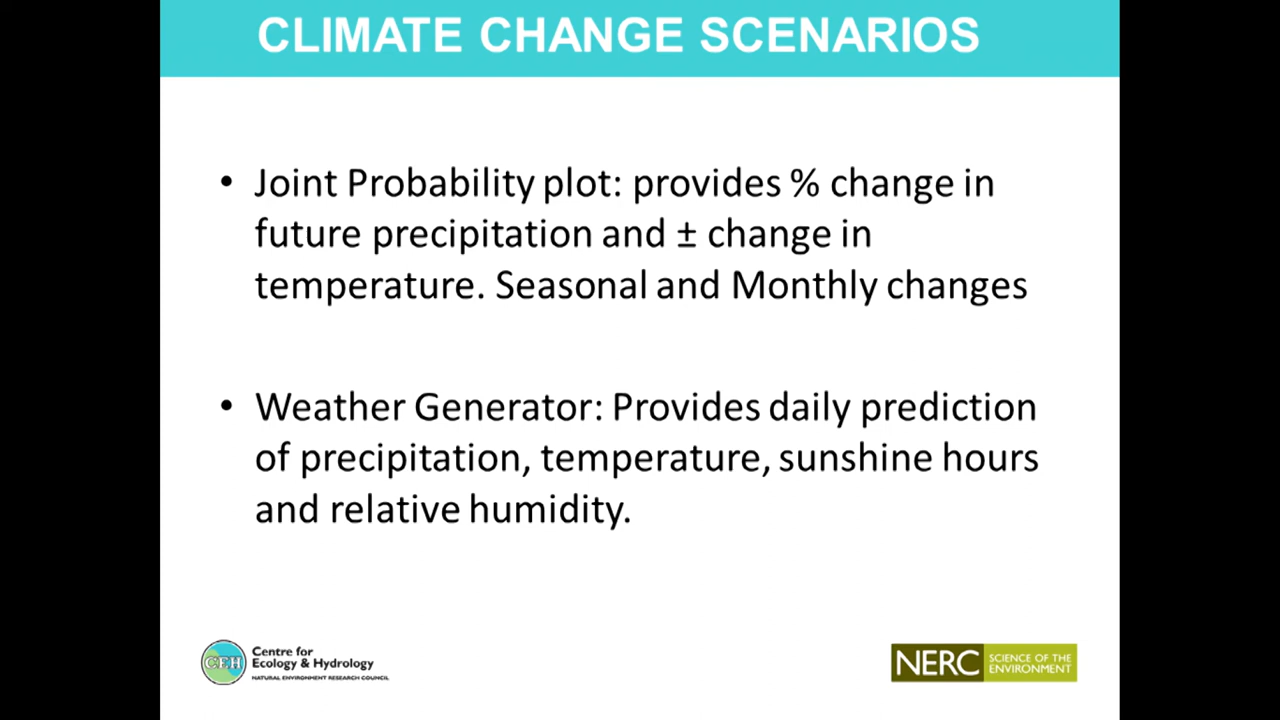 CLIMATE CHANGE SCENARIOS
• Joint Probability plot: provides % change in
future precipitation and ± change in
temperature. Seasonal and Monthly changes
• Weather Generator: Provides daily prediction
of precipitation, temperature, sunshine hours
and relative humidity.
CEH
Centre for
Ecology & Hydrology
NATURAL ENVIRONMENT RESEARCH COUNCIL
NERC
SCIENCE OF THE
ENVIRONMENT